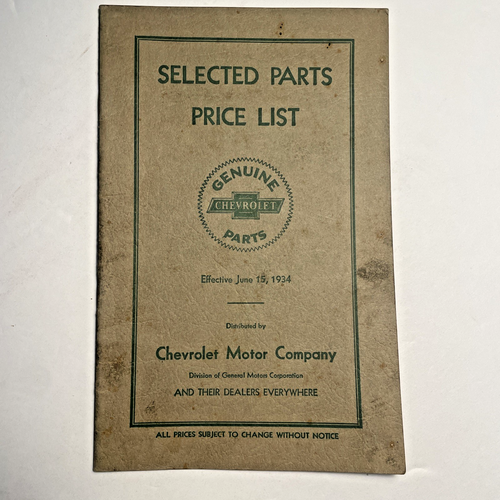 SELECTED PARTS
PRICE LIST
GENUINE
CHEVROLET
PARTS
Effective June 15, 1934
Distributed by
Chevrolet Motor Company
Division of General Motors Corporation
AND THEIR DEALERS EVERYWHERE
ALL PRICES SUBJECT TO CHANGE WITHOUT NOTICE